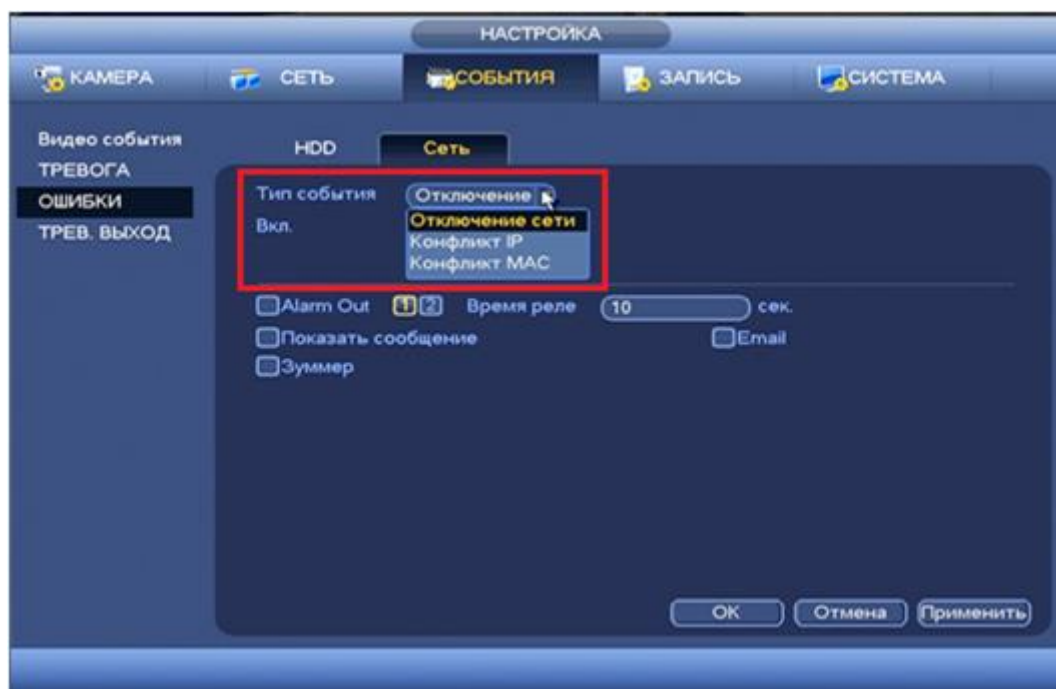 НАСТРОЙКА
КАМЕРА СЕТЬ СОБЫТИЯ ЗАПИСЬ СИСТЕМА
Видео события
ТРЕВОГА
ОШИБКИ
ТРЕВ. ВЫХОД
HDD Сеть
Тип события Отключение
Вкл. Отключение сети
Конфликт IP
Конфликт MAC
Alarm Out 1 2 Время реле 10 сек.
Показать сообщение Email
Зуммер
OK Отмена Применить